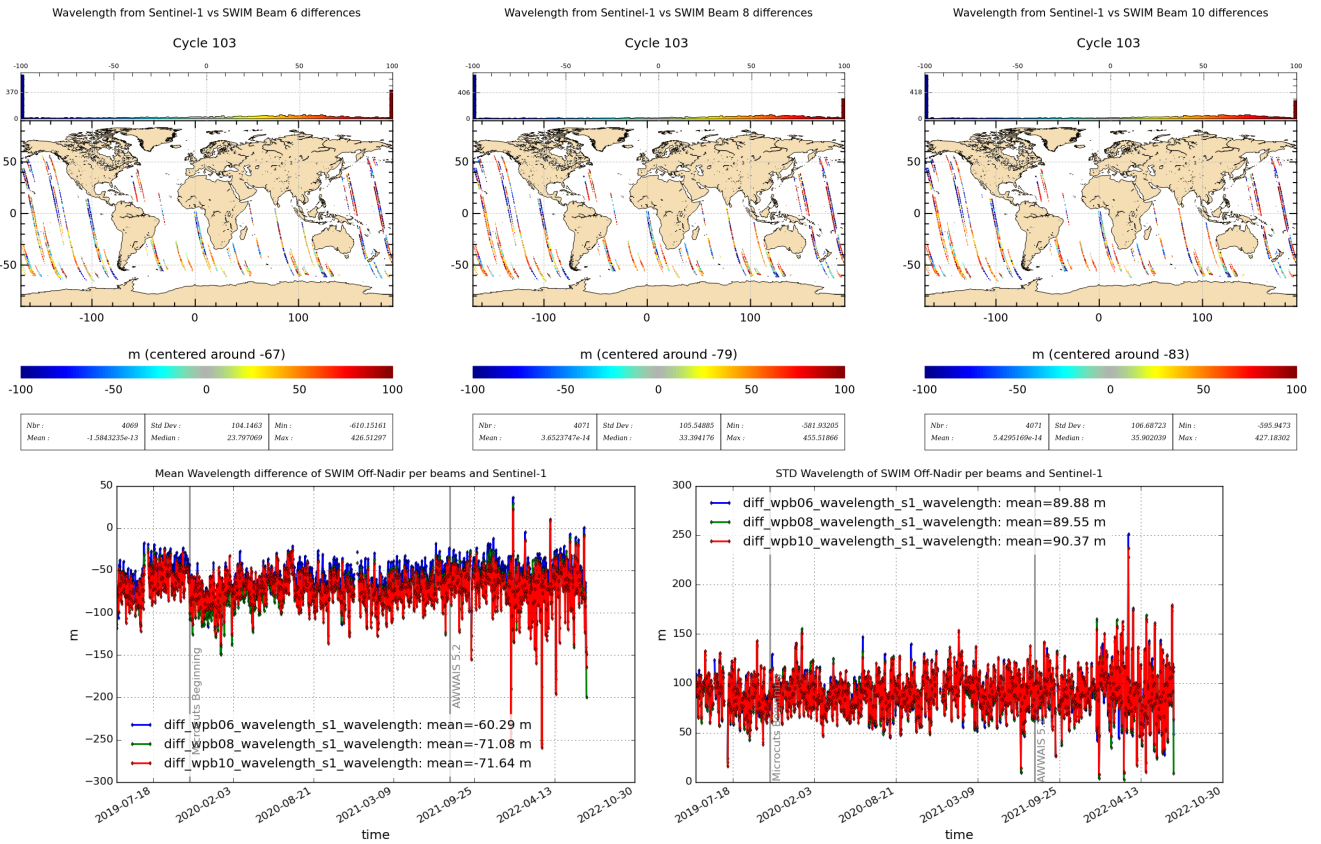 Wavelength from Sentinel-1 vs SWIM Beam 6 differences
Cycle 103
-100 -50 0 50 100
370
0
50
0
-50
-100 0 100
m (centered around -67)
-100 -50 0 50 100
Nbr : 4069 Std Dev : 104.1463 Min : -610.15161
Mean : -1.5843235e-13 Median : 23.797069 Max : 426.51297
Wavelength from Sentinel-1 vs SWIM Beam 8 differences
Cycle 103
-100 -50 0 50 100
406
0
50
0
-50
-100 0 100
m (centered around -79)
-100 -50 0 50 100
Nbr : 4071 Std Dev : 105.54885 Min : -581.93205
Mean : 3.6523747e-14 Median : 33.394176 Max : 455.51866
Wavelength from Sentinel-1 vs SWIM Beam 10 differences
Cycle 103
-100 -50 0 50 100
418
0
50
0
-50
-100 0 100
m (centered around -83)
-100 -50 0 50 100
Nbr : 4071 Std Dev : 106.68723 Min : -595.9473
Mean : 5.4295169e-14 Median : 35.902039 Max : 427.18302
Mean Wavelength difference of SWIM Off-Nadir per beams and Sentinel-1
50
0
−50
−100
−150
−200
−250
−300
m
Microcuts Beginning
AWWAIS 5.2
diff_wpb06_wavelength_s1_wavelength: mean=-60.29 m
diff_wpb08_wavelength_s1_wavelength: mean=-71.08 m
diff_wpb10_wavelength_s1_wavelength: mean=-71.64 m
2019-07-18 2020-02-03 2020-08-21 2021-03-09 2021-09-25 2022-04-13 2022-10-30
time
STD Wavelength of SWIM Off-Nadir per beams and Sentinel-1
300
250
200
150
100
50
0
m
diff_wpb06_wavelength_s1_wavelength: mean=89.88 m
diff_wpb08_wavelength_s1_wavelength: mean=89.55 m
diff_wpb10_wavelength_s1_wavelength: mean=90.37 m
Microcuts
AWWAIS
2019-07-18 2020-02-03 2020-08-21 2021-03-09 2021-09-25 2022-04-13 2022-10-30
time